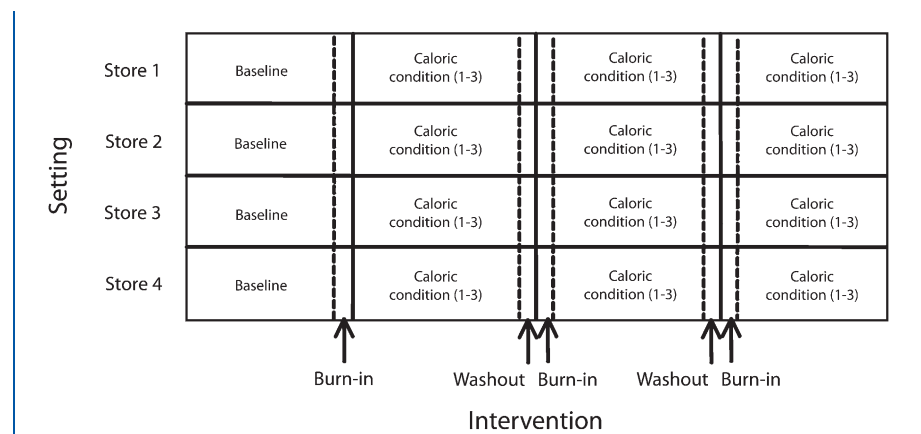 Setting
Store 1
Baseline
Caloric
condition (1-3)
Caloric
condition (1-3)
Caloric
condition (1-3)
Store 2
Baseline
Caloric
condition (1-3)
Caloric
condition (1-3)
Caloric
condition (1-3)
Store 3
Baseline
Caloric
condition (1-3)
Caloric
condition (1-3)
Caloric
condition (1-3)
Store 4
Baseline
Caloric
condition (1-3)
Caloric
condition (1-3)
Caloric
condition (1-3)
Burn-in
Washout
Burn-in
Washout
Burn-in
Intervention